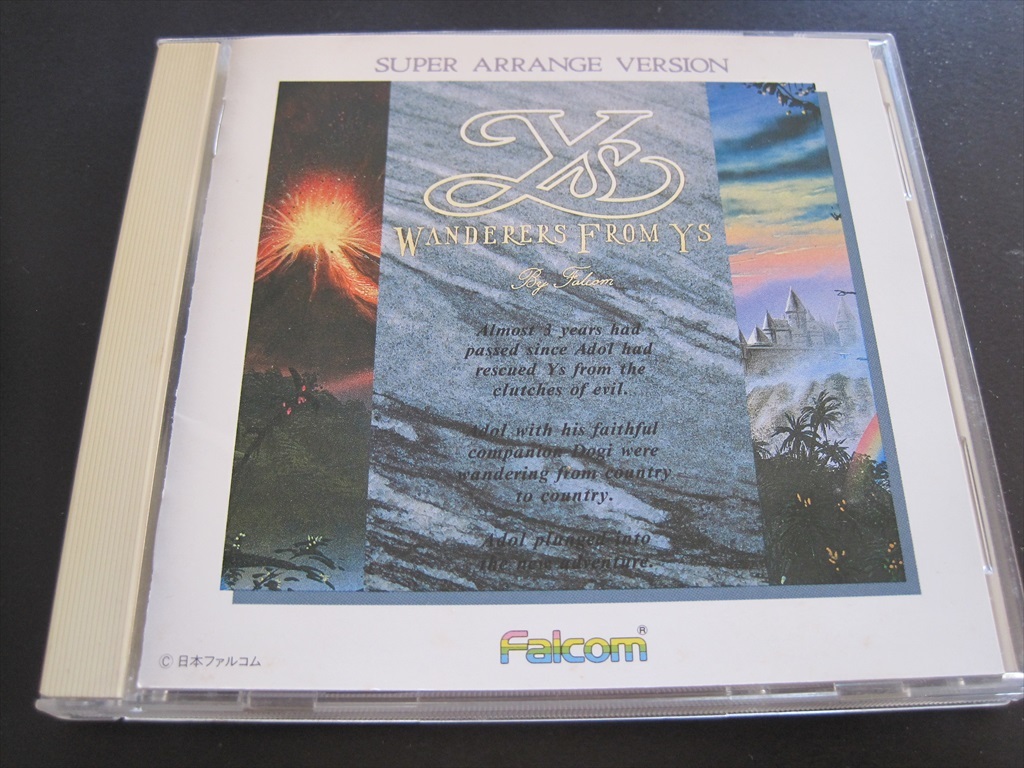 SUPER ARRANGE VERSION
Ys
WANDERERS FROM YS
By Falcom
Almost 3 years had
passed since Adol had
rescued Ys from the
clutches of evil.
Adol with his faithful
companion Dogi were
wandering from country
to country.
Adol plunged into
the new adventure.
Falcom®
© 日本ファルコム